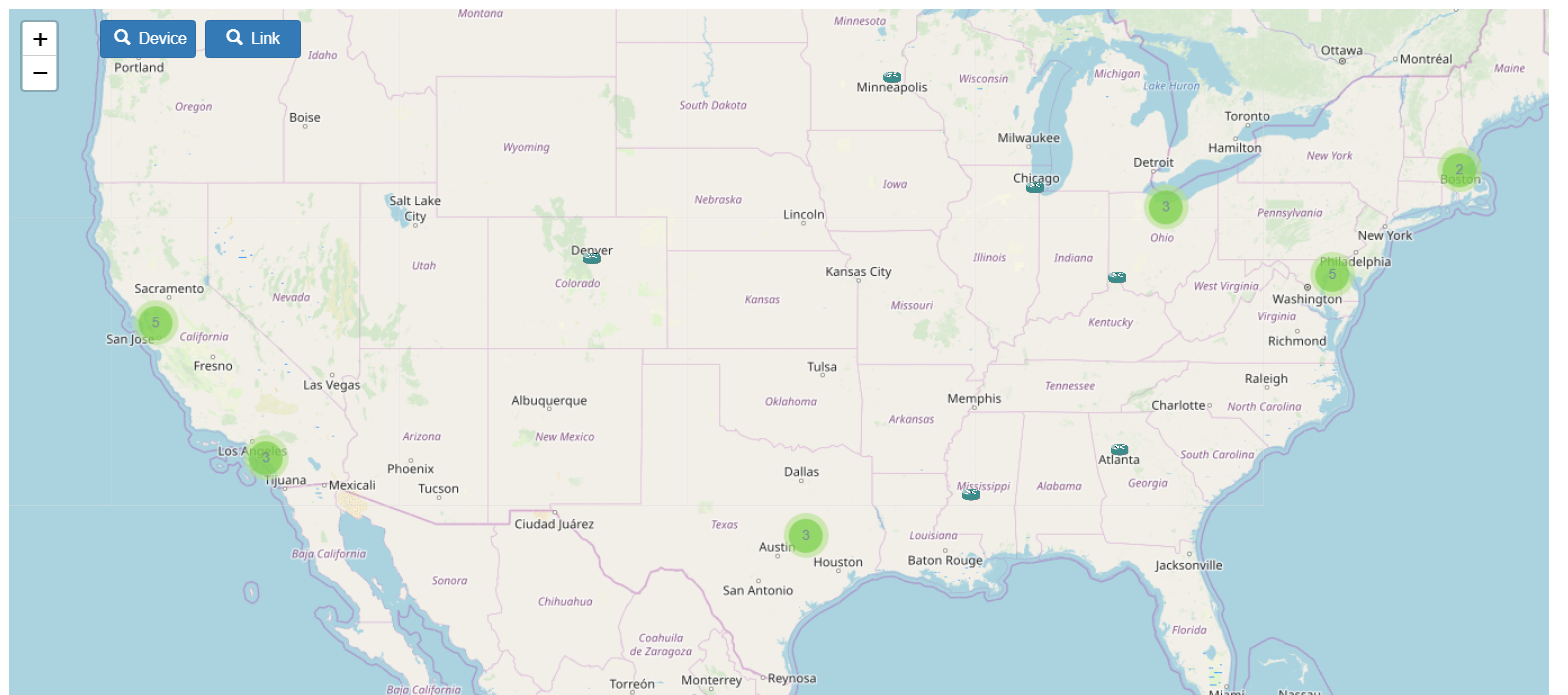 +
−
Device
Link
Montana
Minnesota
Ottawa
Montréal
Maine
Portland
Idaho
Minneapolis
Wisconsin
Michigan
Lake Huron
Oregon
Boise
South Dakota
Toronto
Hamilton
Milwaukee
Wyoming
Detroit
New York
Chicago
2
Boston
Iowa
Nebraska
Salt Lake
City
Lincoln
3
Ohio
Pennsylvania
New York
Denver
Utah
Colorado
Kansas City
Illinois
Indiana
Philadelphia
5
Sacramento
Nevada
Kansas
Missouri
West Virginia
Washington
5
San Jose
California
Kentucky
Virginia
Richmond
Fresno
Las Vegas
Tulsa
Tennessee
Raleigh
Albuquerque
Oklahoma
Memphis
Charlotte
North Carolina
Arkansas
Arizona
New Mexico
Los Angeles
3
Tijuana
Mexicali
Phoenix
Tucson
Dallas
Mississippi
Alabama
Atlanta
Georgia
South Carolina
Ciudad Juárez
Texas
3
Austin
Houston
Louisiana
Baton Rouge
Jacksonville
Baja California
Sonora
Chihuahua
San Antonio
Coahuila
de Zaragoza
Florida
Torreón
Monterrey
Reynosa
Baja California
Miami
Nassau